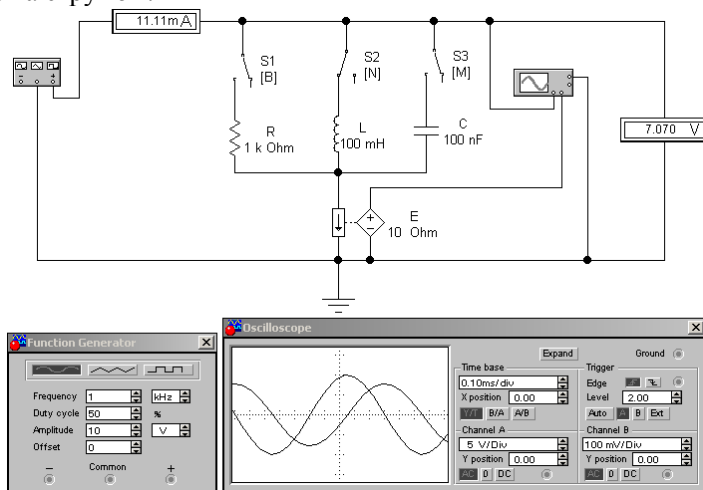 11.11mA
S1
[B]
S2
[N]
S3
[M]
R
1 k Ohm
L
100 mH
C
100 nF
7.070 V
E
10 Ohm
Function Generator
Frequency 1 kHz
Duty cycle 50 %
Amplitude 10 V
Offset 0
Common
Oscilloscope
Expand
Ground
Time base
0.10ms/div
X position 0.00
Y/T B/A A/B
Trigger
Edge
Level 2.00
Auto A B Ext
Channel A
5 V/Div
Y position 0.00
AC 0 DC
Channel B
100 mV/Div
Y position 0.00
AC 0 DC